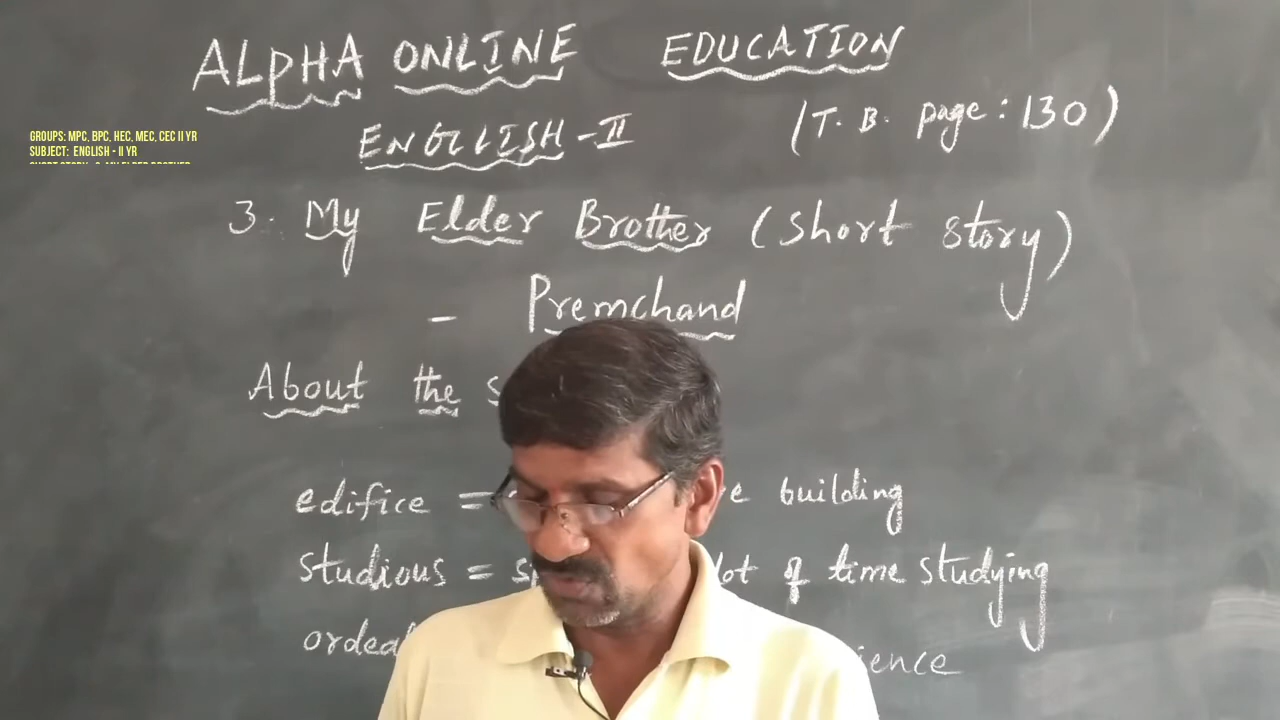 ALPHA ONLINE EDUCATION
ENGLISH - II (T. B. page: 130)
GROUPS: MPC, BPC, HEC, MEC, CEC II YR
SUBJECT: ENGLISH - II YR
3. My Elder Brother (short story)
- Premchand
About the
edifice = building
studious = lot of time studying